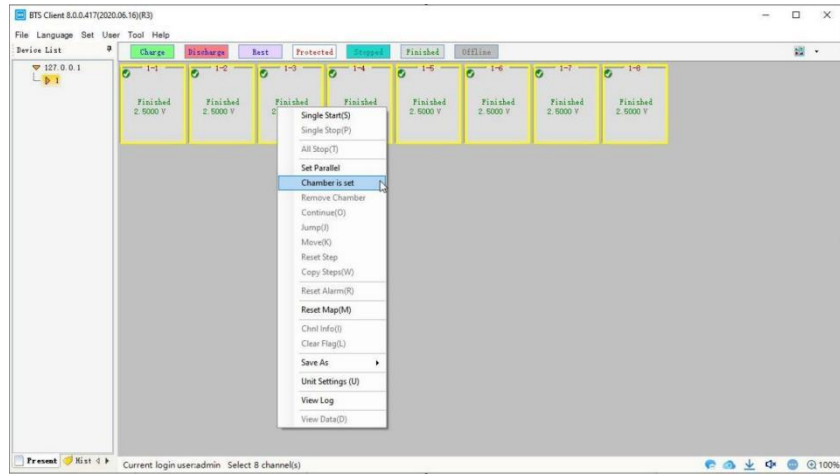 BTS Client 8.0.0.417(2020.06.16)(R3)
File Language Set User Tool Help
Device List
Charge Discharge Rest Protected Stopped Finished Offline
127.0.0.1
1
1-1 1-2 1-3 1-4 1-5 1-6 1-7 1-8
Finished Finished Finished Finished Finished Finished Finished Finished
2.5000 V 2.5000 V 2 2.5000 V 2.5000 V 2.5000 V 2.5000 V
Single Start(S)
Single Stop(P)
All Stop(T)
Set Parallel
Chamber is set
Remove Chamber
Continue(O)
Jump(J)
Move(K)
Reset Step
Copy Steps(W)
Reset Alarm(R)
Reset Map(M)
Chnl Info(I)
Clear Flag(L)
Save As
Unit Settings (U)
View Log
View Data(D)
Present Hist
Current login user:admin Select 8 channel(s)
100%